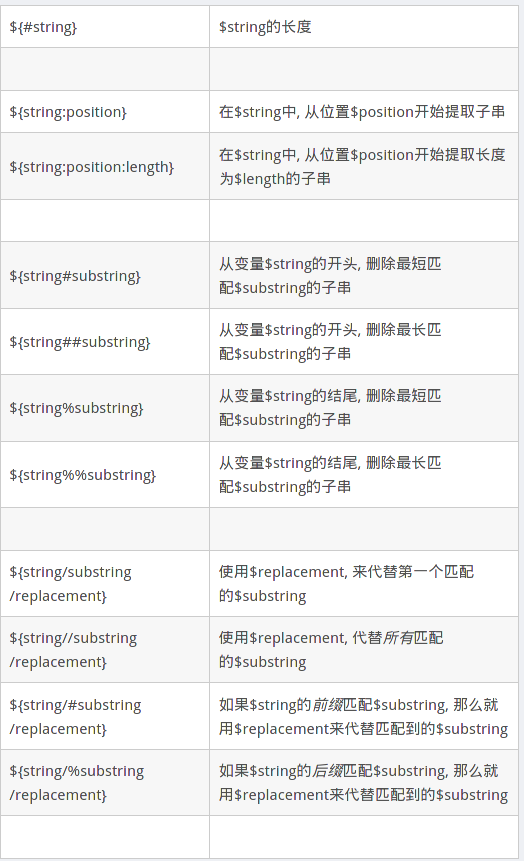 ${#string}
$string的长度
${string:position}
在$string中, 从位置$position开始提取子串
${string:position:length}
在$string中, 从位置$position开始提取长度
为$length的子串
${string#substring}
从变量$string的开头, 删除最短匹
配$substring的子串
${string##substring}
从变量$string的开头, 删除最长匹
配$substring的子串
${string%substring}
从变量$string的结尾, 删除最短匹
配$substring的子串
${string%%substring}
从变量$string的结尾, 删除最长匹
配$substring的子串
${string/substring
/replacement}
使用$replacement, 来代替第一个匹配
的$substring
${string//substring
/replacement}
使用$replacement, 代替所有匹配
的$substring
${string/#substring
/replacement}
如果$string的前缀匹配$substring, 那么就
用$replacement来代替匹配到的$substring
${string/%substring
/replacement}
如果$string的后缀匹配$substring, 那么就
用$replacement来代替匹配到的$substring